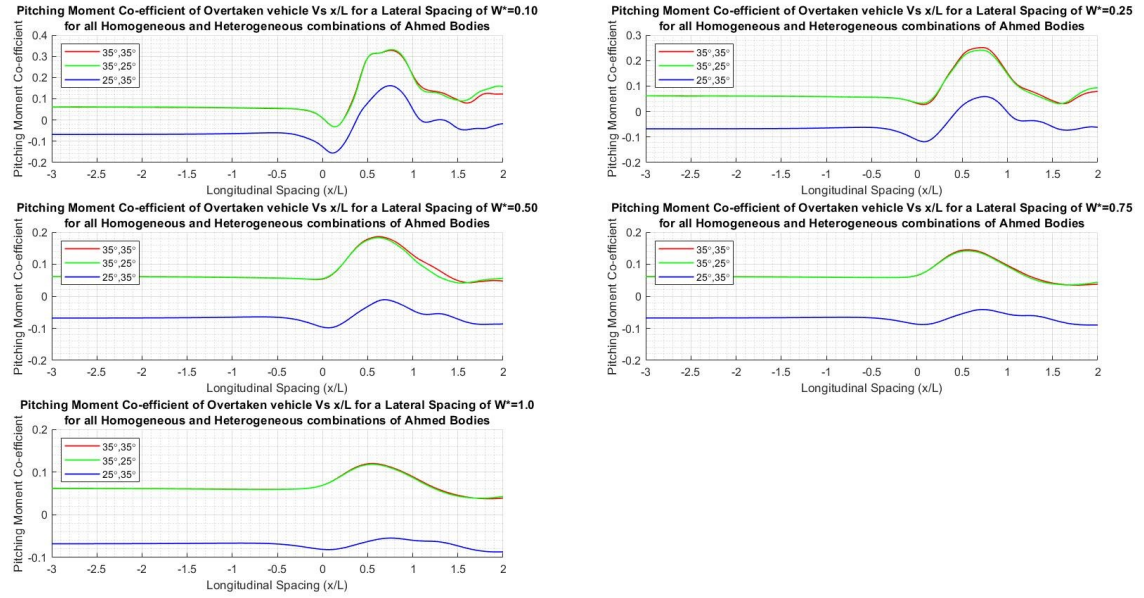 Pitching Moment Co-efficient of Overtaken vehicle Vs x/L for a Lateral Spacing of W*=0.10
for all Homogeneous and Heterogeneous combinations of Ahmed Bodies
Pitching Moment Co-efficient
0.4
0.3
0.2
0.1
0
-0.1
-0.2
35°,35°
35°,25°
25°,35°
-3 -2.5 -2 -1.5 -1 -0.5 0 0.5 1 1.5 2
Longitudinal Spacing (x/L)
Pitching Moment Co-efficient of Overtaken vehicle Vs x/L for a Lateral Spacing of W*=0.25
for all Homogeneous and Heterogeneous combinations of Ahmed Bodies
Pitching Moment Co-efficient
0.3
0.2
0.1
0
-0.1
-0.2
35°,35°
35°,25°
25°,35°
-3 -2.5 -2 -1.5 -1 -0.5 0 0.5 1 1.5 2
Longitudinal Spacing (x/L)
Pitching Moment Co-efficient of Overtaken vehicle Vs x/L for a Lateral Spacing of W*=0.50
for all Homogeneous and Heterogeneous combinations of Ahmed Bodies
Pitching Moment Co-efficient
0.2
0.1
0
-0.1
-0.2
35°,35°
35°,25°
25°,35°
-3 -2.5 -2 -1.5 -1 -0.5 0 0.5 1 1.5 2
Longitudinal Spacing (x/L)
Pitching Moment Co-efficient of Overtaken vehicle Vs x/L for a Lateral Spacing of W*=0.75
for all Homogeneous and Heterogeneous combinations of Ahmed Bodies
Pitching Moment Co-efficient
0.2
0.1
0
-0.1
-0.2
35°,35°
35°,25°
25°,35°
-3 -2.5 -2 -1.5 -1 -0.5 0 0.5 1 1.5 2
Longitudinal Spacing (x/L)
Pitching Moment Co-efficient of Overtaken vehicle Vs x/L for a Lateral Spacing of W*=1.0
for all Homogeneous and Heterogeneous combinations of Ahmed Bodies
Pitching Moment Co-efficient
0.2
0.1
0
-0.1
35°,35°
35°,25°
25°,35°
-3 -2.5 -2 -1.5 -1 -0.5 0 0.5 1 1.5 2
Longitudinal Spacing (x/L)